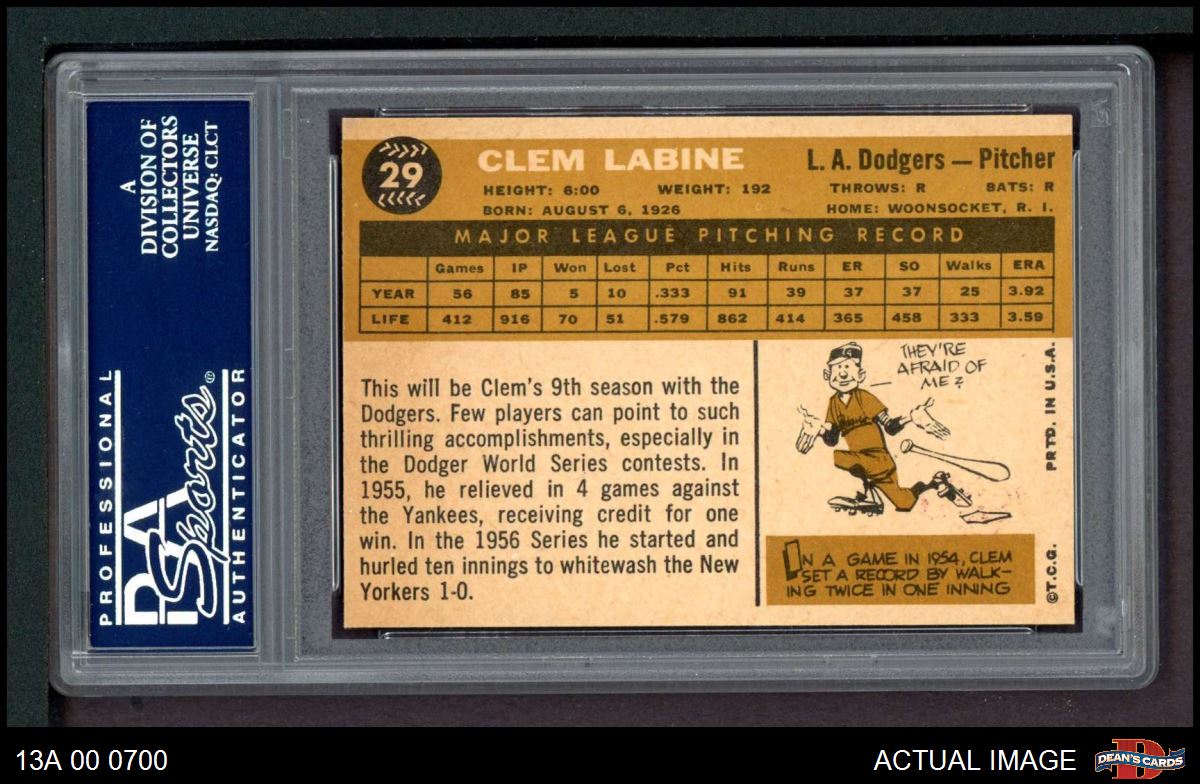 A
DIVISION OF
COLLECTORS
UNIVERSE
NASDAQ: CLCT
PROFESSIONAL
PSA
Sports®
AUTHENTICATOR
29
CLEM LABINE
L. A. Dodgers — Pitcher
HEIGHT: 6:00 WEIGHT: 192 THROWS: R BATS: R
BORN: AUGUST 6, 1926 HOME: WOONSOCKET, R. I.
MAJOR LEAGUE PITCHING RECORD
Games IP Won Lost Pct Hits Runs ER SO Walks ERA
YEAR 56 85 5 10 .333 91 39 37 37 25 3.92
LIFE 412 916 70 51 .579 862 414 365 458 333 3.59
This will be Clem's 9th season with the
Dodgers. Few players can point to such
thrilling accomplishments, especially in
the Dodger World Series contests. In
1955, he relieved in 4 games against
the Yankees, receiving credit for one
win. In the 1956 Series he started and
hurled ten innings to whitewash the New
Yorkers 1-0.
THEY'RE
AFRAID OF
ME?
IN A GAME IN 1954, CLEM
SET A RECORD BY WALK-
ING TWICE IN ONE INNING
©T.C.G. PRTD. IN U.S.A.
13A 00 0700
ACTUAL IMAGE
D
DEAN'S CARDS